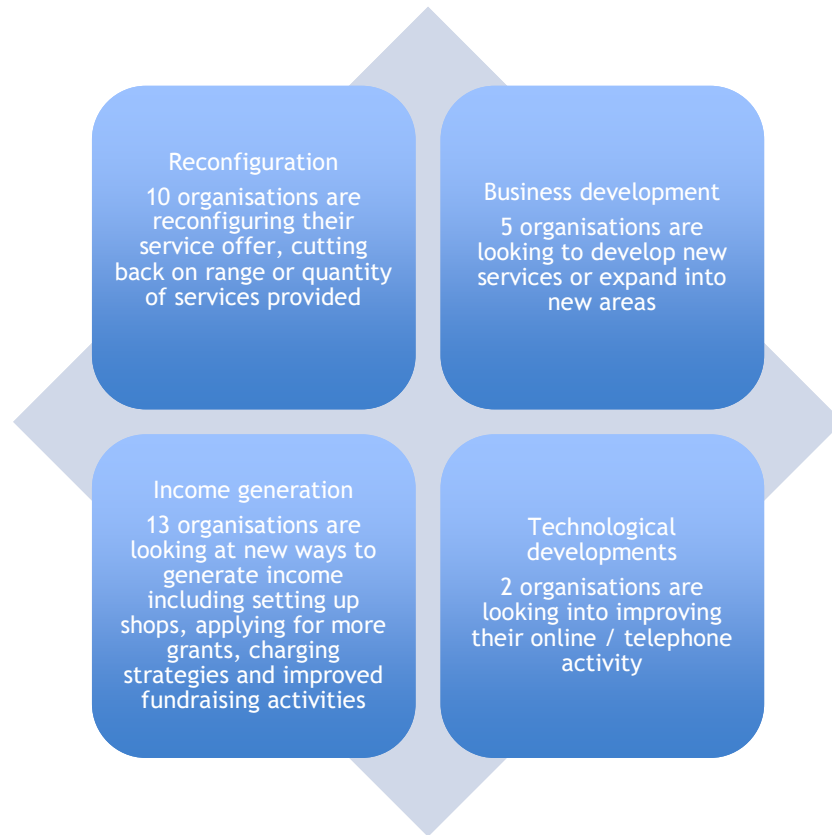 Reconfiguration
10 organisations are
reconfiguring their
service offer, cutting
back on range or quantity
of services provided
Business development
5 organisations are
looking to develop new
services or expand into
new areas
Income generation
13 organisations are
looking at new ways to
generate income
including setting up
shops, applying for more
grants, charging
strategies and improved
fundraising activities
Technological
developments
2 organisations are
looking into improving
their online / telephone
activity